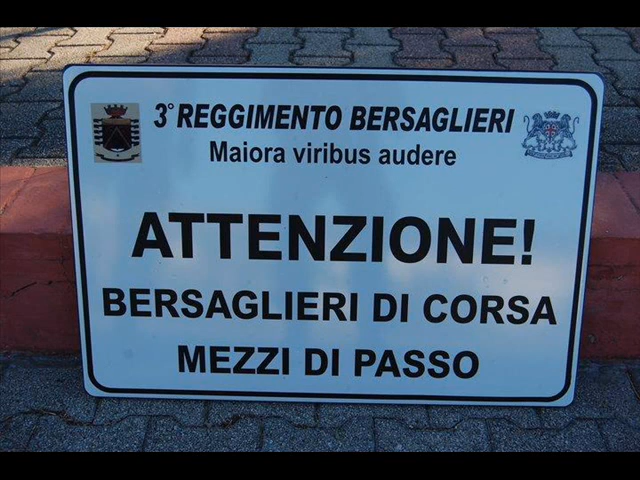 3° REGGIMENTO BERSAGLIERI
Maiora viribus audere
ATTENZIONE!
BERSAGLIERI DI CORSA
MEZZI DI PASSO